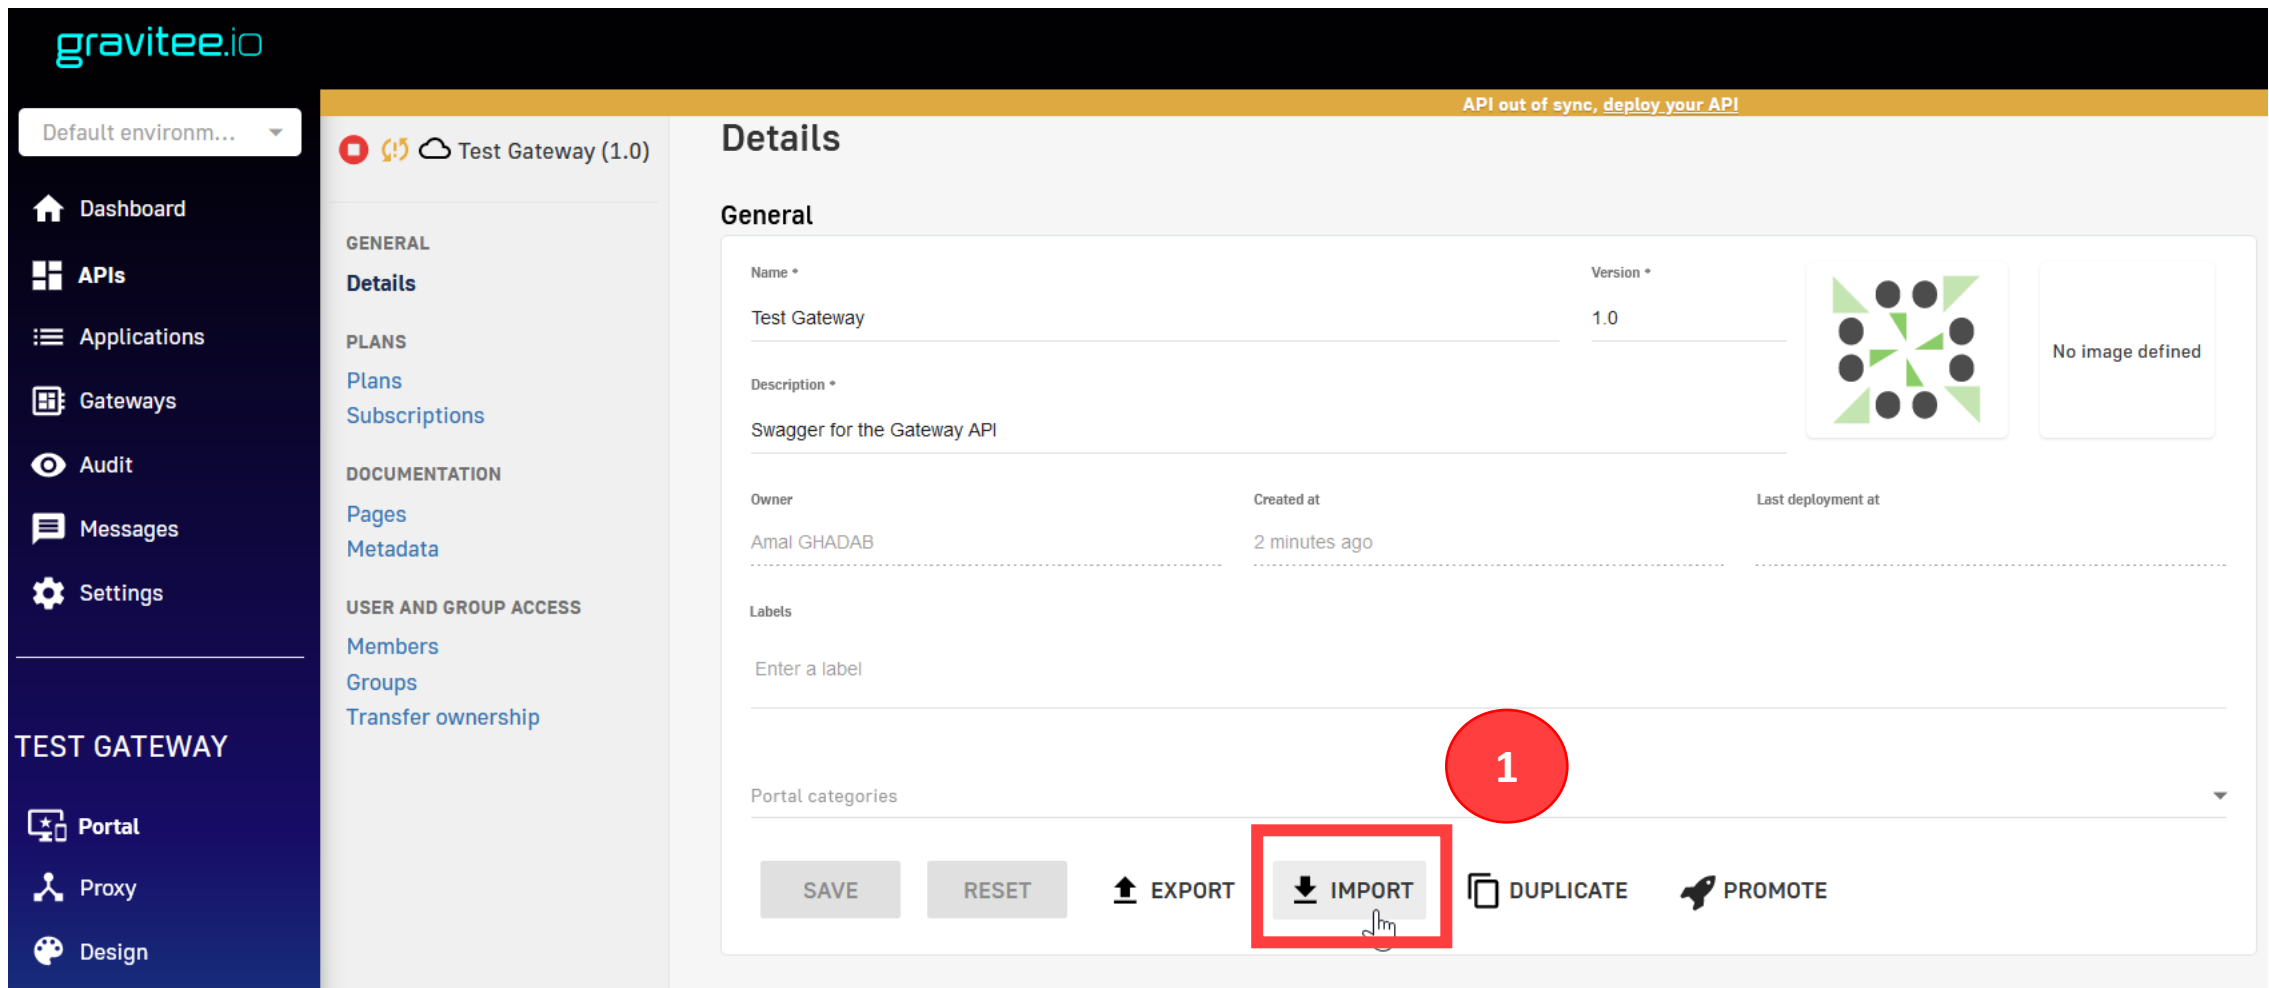 gravitee.io
API out of sync, deploy your API
Default environm...
Dashboard
APIs
Applications
Gateways
Audit
Messages
Settings
TEST GATEWAY
Portal
Proxy
Design
Test Gateway (1.0)
GENERAL
Details
PLANS
Plans
Subscriptions
DOCUMENTATION
Pages
Metadata
USER AND GROUP ACCESS
Members
Groups
Transfer ownership
Details
General
Name *
Version *
Test Gateway
1.0
No image defined
Description *
Swagger for the Gateway API
Owner
Created at
Last deployment at
Amal GHADAB
2 minutes ago
Labels
Enter a label
1
Portal categories
SAVE
RESET
EXPORT
IMPORT
DUPLICATE
PROMOTE